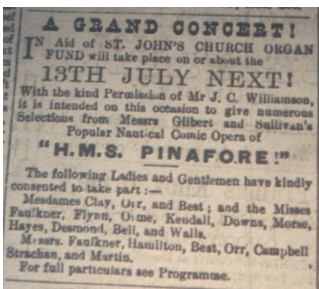 A GRAND CONCERT!
IN Aid of ST. JOHN'S CHURCH ORGAN
FUND will take place on or about the
13TH JULY NEXT!
With the kind Permission of Mr J. C. Williamson,
it is intended on this occasion to give numerous
Selections from Messrs Gilbert and Sullivan's
Popular Nautical Comic Opera of
"H.M.S. PINAFORE!"
The following Ladies and Gentlemen have kindly
consented to take part:—
Mesdames Clay, Orr, and Best; and the Misses
Faulkner, Flynn, Orme, Kendall, Downs, Morse,
Hayes, Desmond, Bell, and Walls.
Messrs. Faulkner, Hamilton, Best, Orr, Campbell
Strachan, and Martin.
For full particulars see Programme.